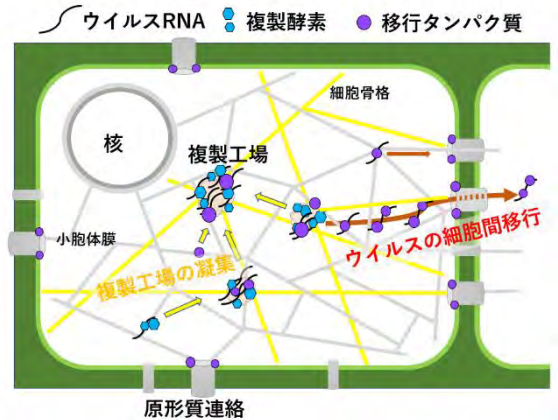 ウイルスRNA 複製酵素 移行タンパク質
細胞骨格
核
複製工場
小胞体膜
ウイルスの細胞間移行
複製工場の凝集
原形質連絡